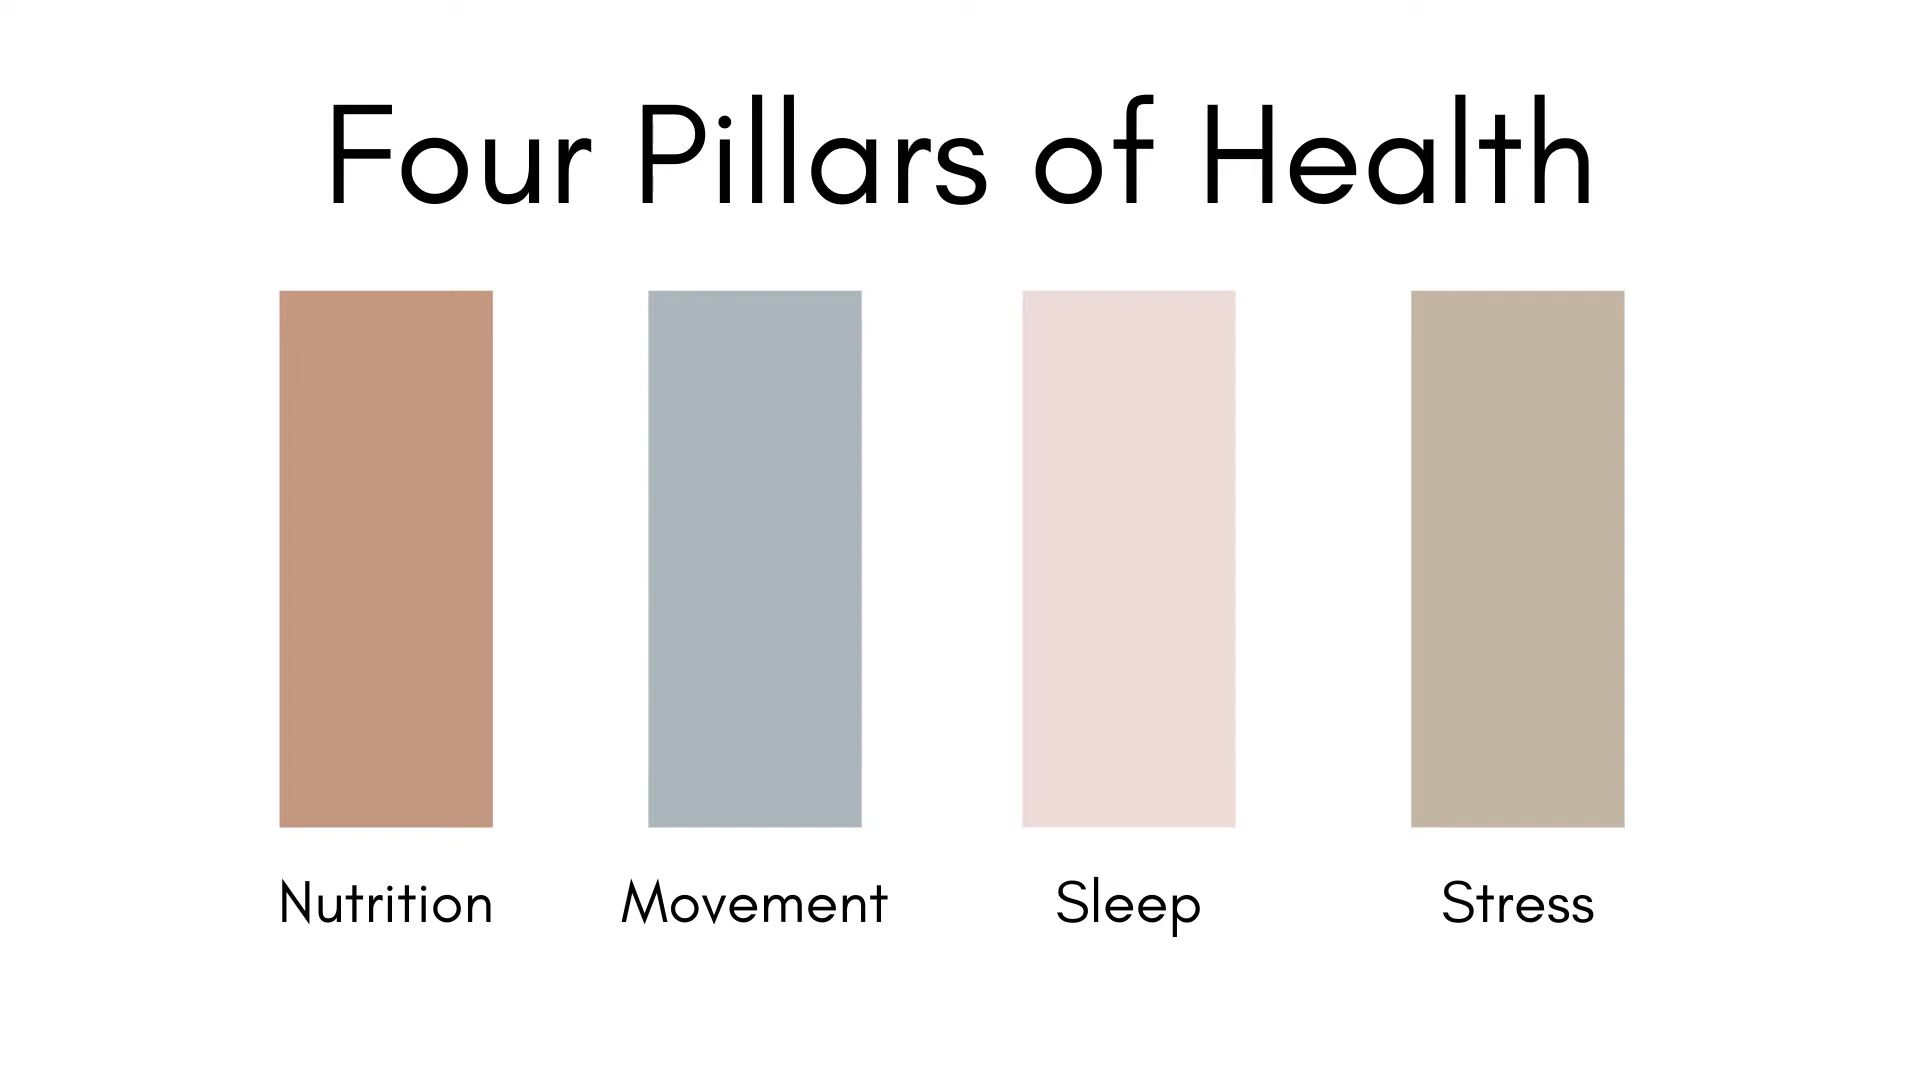 Four Pillars of Health
Nutrition
Movement
Sleep
Stress